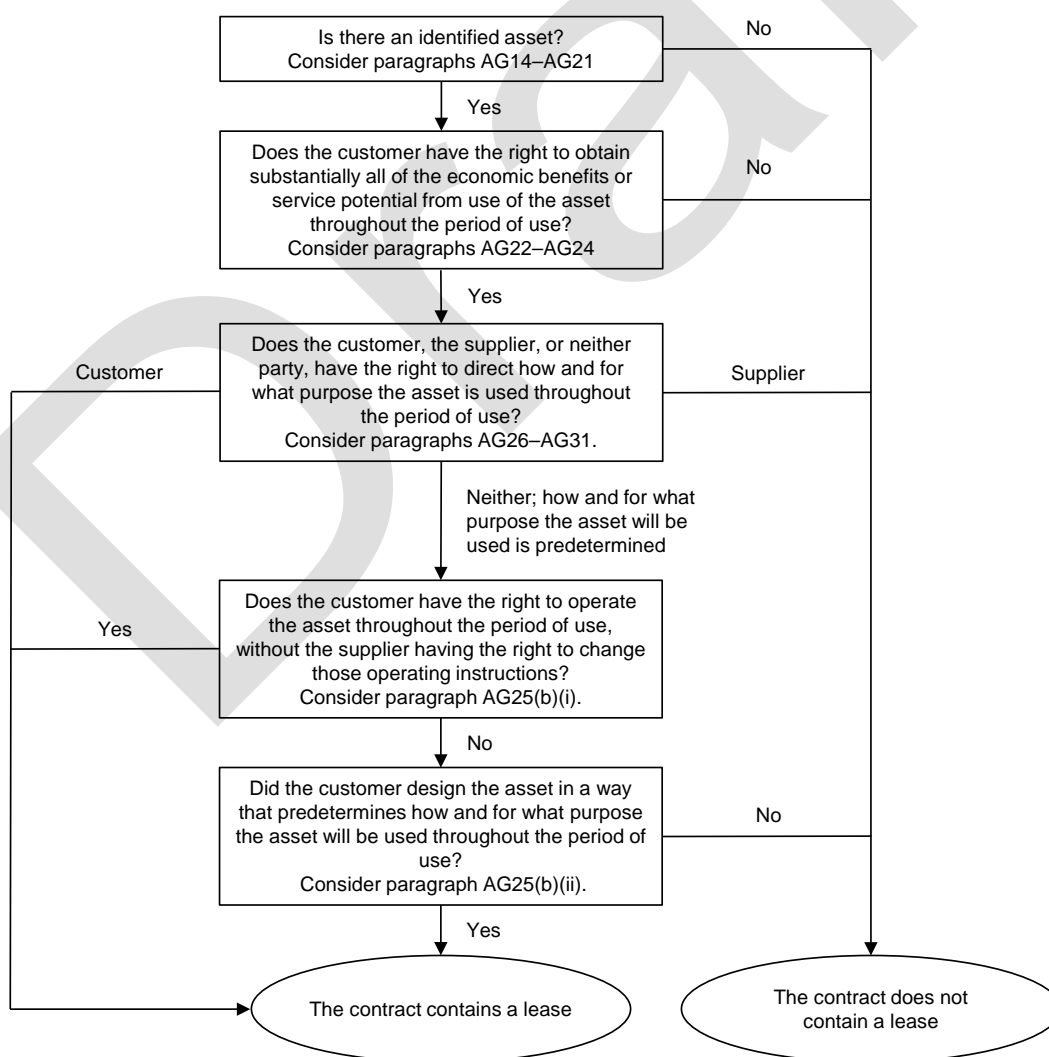 Is there an identified asset?
Consider paragraphs AG14–AG21
No
Yes
Does the customer have the right to obtain
substantially all of the economic benefits or
service potential from use of the asset
throughout the period of use?
Consider paragraphs AG22–AG24
No
Yes
Does the customer, the supplier, or neither
party, have the right to direct how and for
what purpose the asset is used throughout
the period of use?
Consider paragraphs AG26–AG31.
Customer
Supplier
Neither; how and for what
purpose the asset will be
used is predetermined
Does the customer have the right to operate
the asset throughout the period of use,
without the supplier having the right to change
those operating instructions?
Consider paragraph AG25(b)(i).
Yes
No
Did the customer design the asset in a way
that predetermines how and for what purpose
the asset will be used throughout the period of
use?
Consider paragraph AG25(b)(ii).
No
Yes
The contract contains a lease
The contract does not
contain a lease